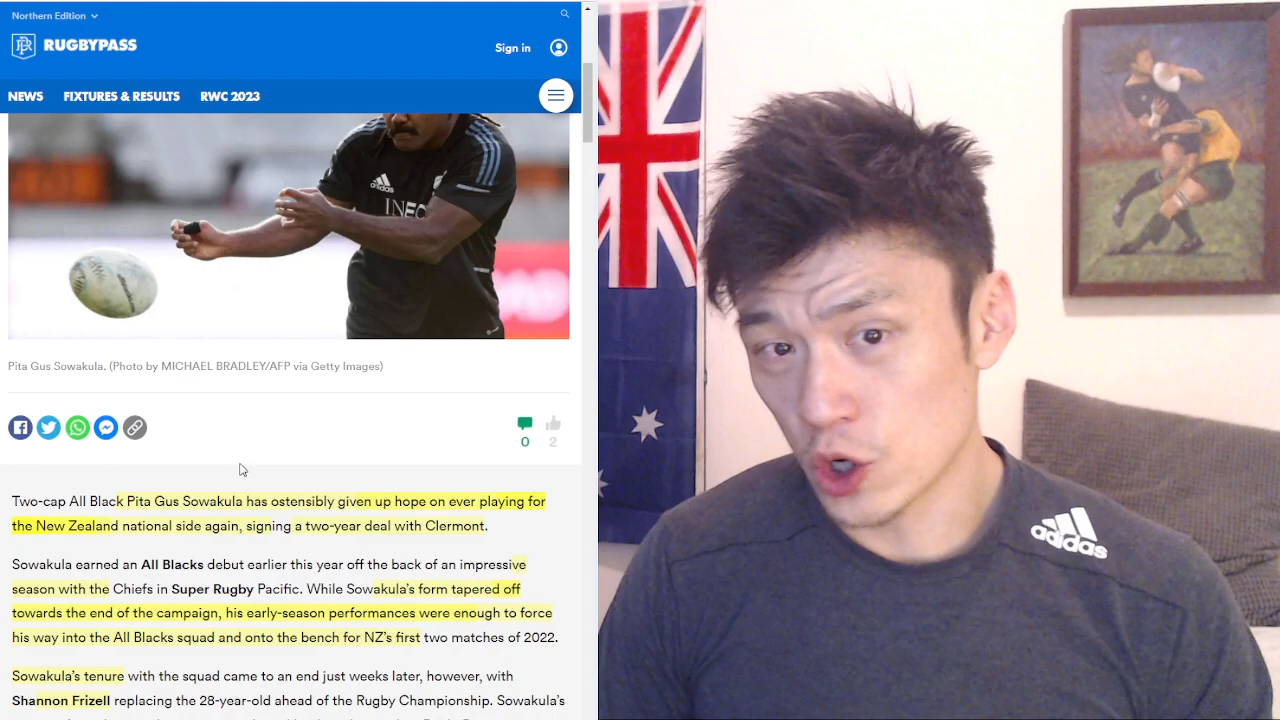 Northern Edition
RUGBYPASS
Sign in
NEWS
FIXTURES & RESULTS
RWC 2023
adidas
INEO
Pita Gus Sowakula. (Photo by MICHAEL BRADLEY/AFP via Getty Images)
0
2
Two-cap All Black Pita Gus Sowakula has ostensibly given up hope on ever playing for
the New Zealand national side again, signing a two-year deal with Clermont.
Sowakula earned an All Blacks debut earlier this year off the back of an impressive
season with the Chiefs in Super Rugby Pacific. While Sowakula's form tapered off
towards the end of the campaign, his early-season performances were enough to force
his way into the All Blacks squad and onto the bench for NZ's first two matches of 2022.
Sowakula's tenure with the squad came to an end just weeks later, however, with
Shannon Frizell replacing the 28-year-old ahead of the Rugby Championship. Sowakula's
adidas